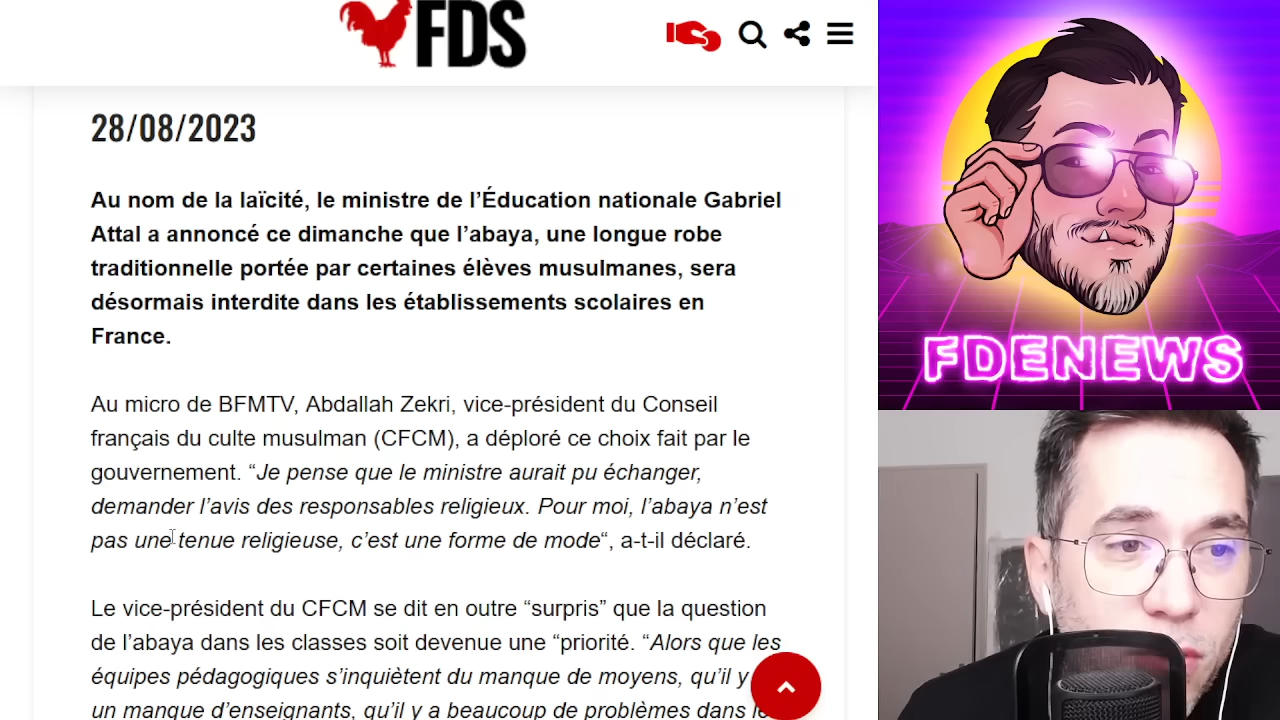 FDS
28/08/2023
Au nom de la laïcité, le ministre de l’Éducation nationale Gabriel
Attal a annoncé ce dimanche que l’abaya, une longue robe
traditionnelle portée par certaines élèves musulmanes, sera
désormais interdite dans les établissements scolaires en
France.
Au micro de BFMTV, Abdallah Zekri, vice-président du Conseil
français du culte musulman (CFCM), a déploré ce choix fait par le
gouvernement. “Je pense que le ministre aurait pu échanger,
demander l’avis des responsables religieux. Pour moi, l’abaya n’est
pas une tenue religieuse, c’est une forme de mode“, a-t-il déclaré.
Le vice-président du CFCM se dit en outre “surpris” que la question
de l’abaya dans les classes soit devenue une “priorité. “Alors que les
équipes pédagogiques s’inquiètent du manque de moyens, qu’il y
un manque d’enseignants, qu’il y a beaucoup de problèmes dans le
FDENEWS